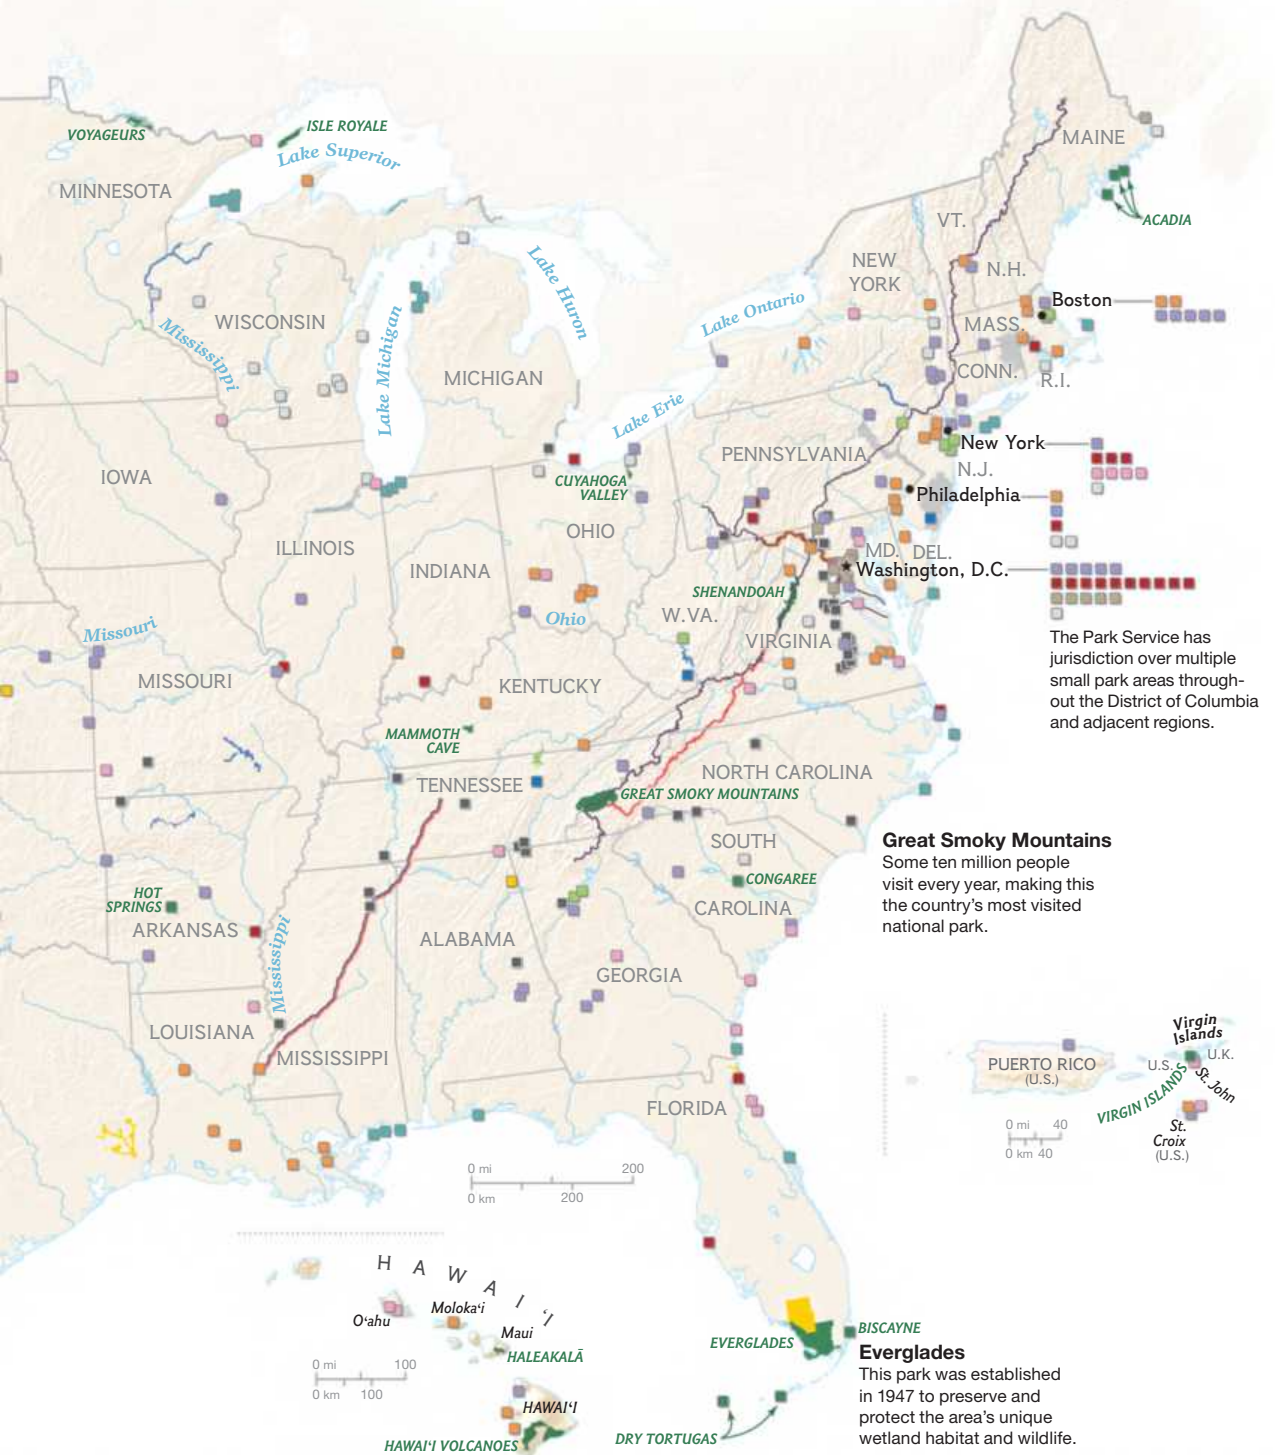 VOYAGEURS
ISLE ROYALE
Lake Superior
MINNESOTA
MAINE
ACADIA
VT.
NEW
YORK
N.H.
Lake Huron
Lake Ontario
Boston
MASS.
WISCONSIN
Mississippi
Lake Michigan
MICHIGAN
CONN.
R.I.
Lake Erie
New York
PENNSYLVANIA
N.J.
IOWA
CUYAHOGA
VALLEY
Philadelphia
OHIO
ILLINOIS
INDIANA
MD.
DEL.
Washington, D.C.
SHENANDOAH
W.VA.
Ohio
Missouri
VIRGINIA
The Park Service has
jurisdiction over multiple
small park areas through-
out the District of Columbia
and adjacent regions.
MISSOURI
KENTUCKY
MAMMOTH
CAVE
TENNESSEE
NORTH CAROLINA
GREAT SMOKY MOUNTAINS
SOUTH
CAROLINA
CONGAREE
Great Smoky Mountains
Some ten million people
visit every year, making this
the country's most visited
national park.
HOT
SPRINGS
ARKANSAS
Mississippi
ALABAMA
GEORGIA
LOUISIANA
MISSISSIPPI
FLORIDA
Virgin
Islands
PUERTO RICO
(U.S.)
U.S.
U.K.
VIRGIN ISLANDS
St. John
St.
Croix
(U.S.)
0 mi 40
0 km 40
0 mi 200
0 km 200
HAWAIʻI
Oʻahu
Molokaʻi
Maui
HALEAKALĀ
0 mi 100
0 km 100
HAWAIʻI
HAWAIʻI VOLCANOES
DRY TORTUGAS
EVERGLADES
BISCAYNE
Everglades
This park was established
in 1947 to preserve and
protect the area's unique
wetland habitat and wildlife.